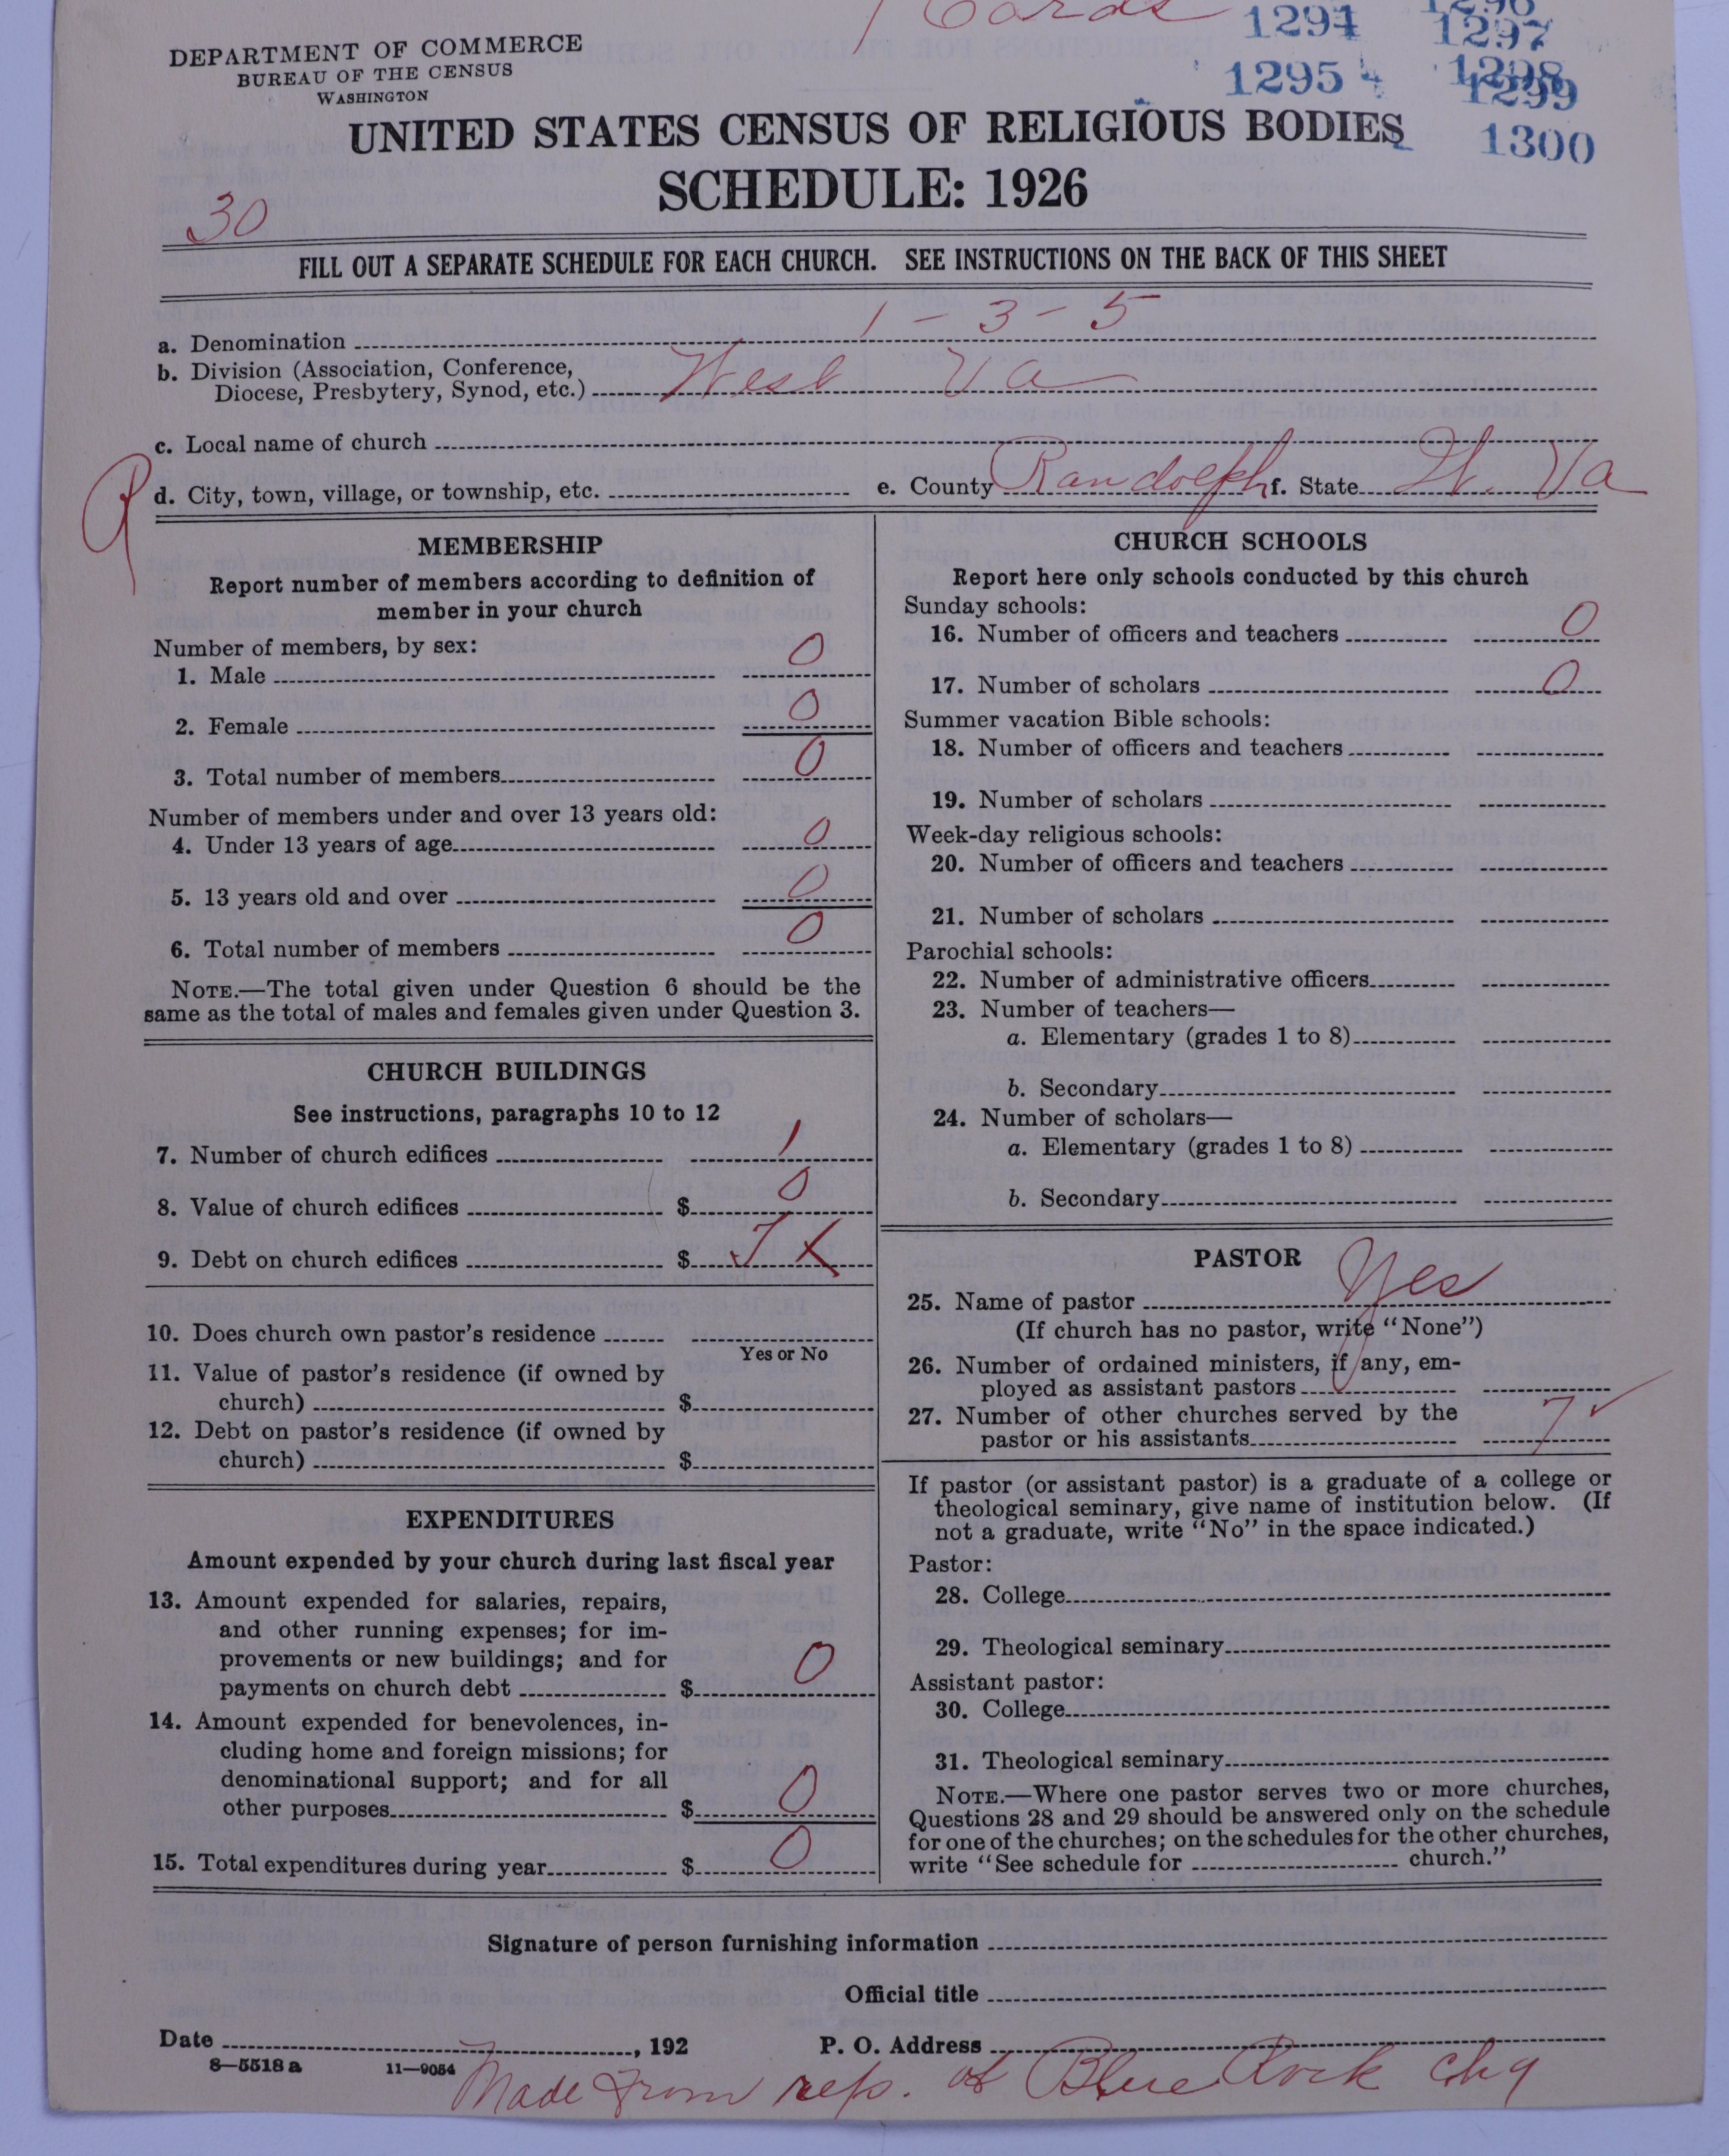 Cards
1294 1296
1297
1295 4 1298
1299
1300
DEPARTMENT OF COMMERCE
BUREAU OF THE CENSUS
WASHINGTON
UNITED STATES CENSUS OF RELIGIOUS BODIES
SCHEDULE: 1926
30
FILL OUT A SEPARATE SCHEDULE FOR EACH CHURCH. SEE INSTRUCTIONS ON THE BACK OF THIS SHEET
a. Denomination 1-3-5
b. Division (Association, Conference,
Diocese, Presbytery, Synod, etc.) West Va
c. Local name of church
R
d. City, town, village, or township, etc. e. County Randolph f. State W. Va
MEMBERSHIP
Report number of members according to definition of
member in your church
Number of members, by sex:
1. Male 0
2. Female 0
3. Total number of members 0
Number of members under and over 13 years old:
4. Under 13 years of age 0
5. 13 years old and over 0
6. Total number of members 0
NOTE.—The total given under Question 6 should be the
same as the total of males and females given under Question 3.
CHURCH BUILDINGS
See instructions, paragraphs 10 to 12
7. Number of church edifices 1
8. Value of church edifices $ 0
9. Debt on church edifices $
10. Does church own pastor's residence
Yes or No
11. Value of pastor's residence (if owned by
church) $
12. Debt on pastor's residence (if owned by
church) $
EXPENDITURES
Amount expended by your church during last fiscal year
13. Amount expended for salaries, repairs,
and other running expenses; for im-
provements or new buildings; and for
payments on church debt $ 0
14. Amount expended for benevolences, in-
cluding home and foreign missions; for
denominational support; and for all
other purposes $ 0
15. Total expenditures during year $ 0
CHURCH SCHOOLS
Report here only schools conducted by this church
Sunday schools:
16. Number of officers and teachers 0
17. Number of scholars 0
Summer vacation Bible schools:
18. Number of officers and teachers
19. Number of scholars
Week-day religious schools:
20. Number of officers and teachers
21. Number of scholars
Parochial schools:
22. Number of administrative officers
23. Number of teachers—
a. Elementary (grades 1 to 8)
b. Secondary
24. Number of scholars—
a. Elementary (grades 1 to 8)
b. Secondary
PASTOR
25. Name of pastor Yes
(If church has no pastor, write "None")
26. Number of ordained ministers, if any, em-
ployed as assistant pastors
27. Number of other churches served by the
pastor or his assistants 7 ✓
If pastor (or assistant pastor) is a graduate of a college or
theological seminary, give name of institution below. (If
not a graduate, write "No" in the space indicated.)
Pastor:
28. College
29. Theological seminary
Assistant pastor:
30. College
31. Theological seminary
NOTE.—Where one pastor serves two or more churches,
Questions 28 and 29 should be answered only on the schedule
for one of the churches; on the schedules for the other churches,
write "See schedule for church."
Signature of person furnishing information
Official title
Date , 192 P. O. Address
8—5518 a 11—9054
Made from rep. of Blue Rock chg